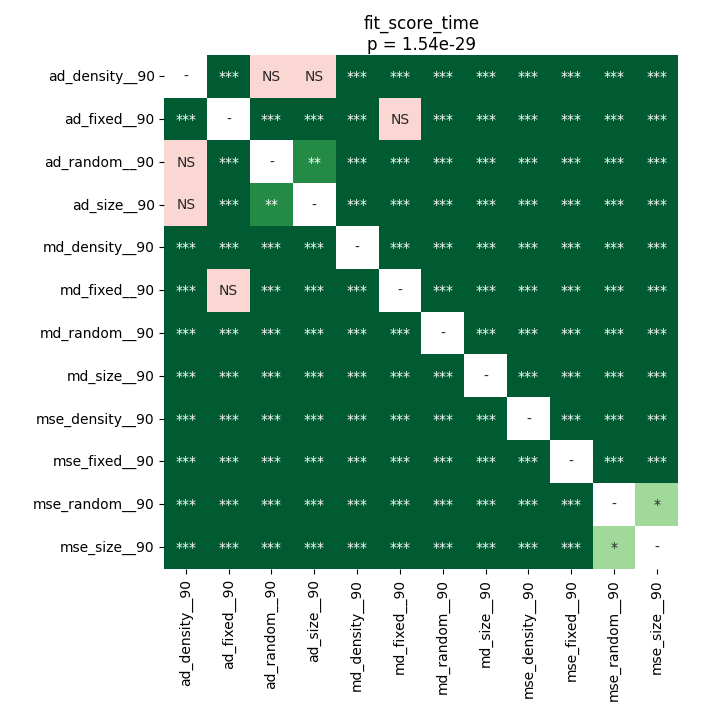 fit_score_time
p = 1.54e-29
ad_density__90 - *** NS NS *** *** *** *** *** *** *** ***
ad_fixed__90 *** - *** *** *** NS *** *** *** *** *** ***
ad_random__90 NS *** - ** *** *** *** *** *** *** *** ***
ad_size__90 NS *** ** - *** *** *** *** *** *** *** ***
md_density__90 *** *** *** *** - *** *** *** *** *** *** ***
md_fixed__90 *** NS *** *** *** - *** *** *** *** *** ***
md_random__90 *** *** *** *** *** *** - *** *** *** *** ***
md_size__90 *** *** *** *** *** *** *** - *** *** *** ***
mse_density__90 *** *** *** *** *** *** *** *** - *** *** ***
mse_fixed__90 *** *** *** *** *** *** *** *** *** - *** ***
mse_random__90 *** *** *** *** *** *** *** *** *** *** - *
mse_size__90 *** *** *** *** *** *** *** *** *** *** * -
ad_density__90
ad_fixed__90
ad_random__90
ad_size__90
md_density__90
md_fixed__90
md_random__90
md_size__90
mse_density__90
mse_fixed__90
mse_random__90
mse_size__90